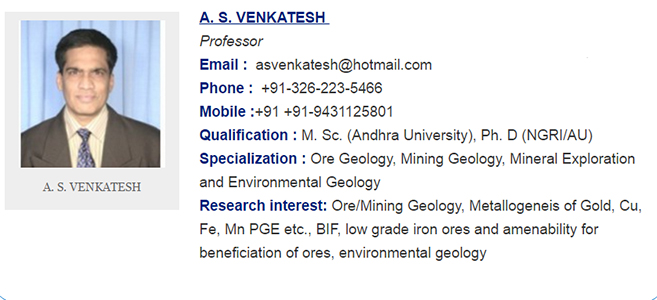 A. S. VENKATESH
Professor
Email : asvenkatesh@hotmail.com
Phone : +91-326-223-5466
Mobile :+91 +91-9431125801
Qualification : M. Sc. (Andhra University), Ph. D (NGRI/AU)
Specialization : Ore Geology, Mining Geology, Mineral Exploration
and Environmental Geology
Research interest: Ore/Mining Geology, Metallogeneis of Gold, Cu,
Fe, Mn PGE etc., BIF, low grade iron ores and amenability for
beneficiation of ores, environmental geology
A. S. VENKATESH